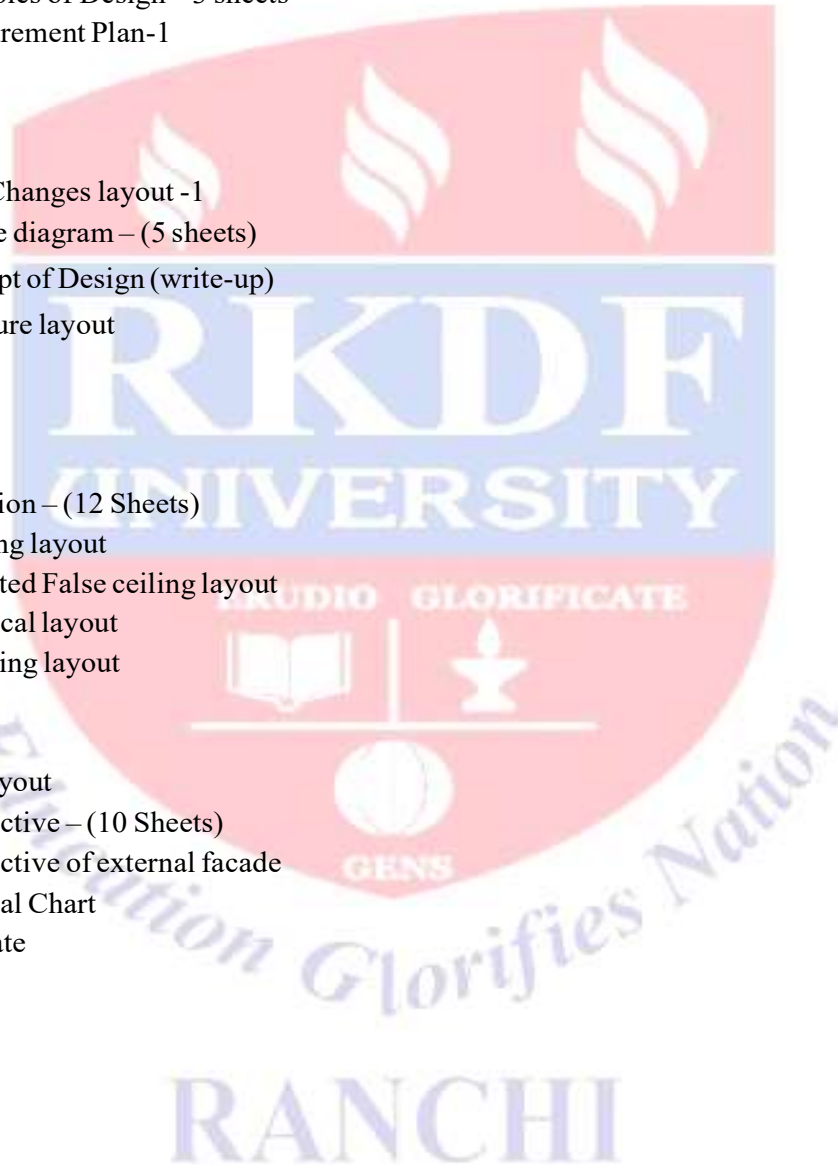 ples of Design – 5 sheets
rement Plan-1
Changes layout -1
e diagram – (5 sheets)
pt of Design (write-up)
ure layout
RKDF
UNIVERSITY
ion – (12 Sheets)
ng layout
ted False ceiling layout
ERUDIO GLORIFICATE
cal layout
ing layout
yout
ctive – (10 Sheets)
ctive of external facade
GENS
al Chart
ate
Education Glorifies Nation
RANCHI